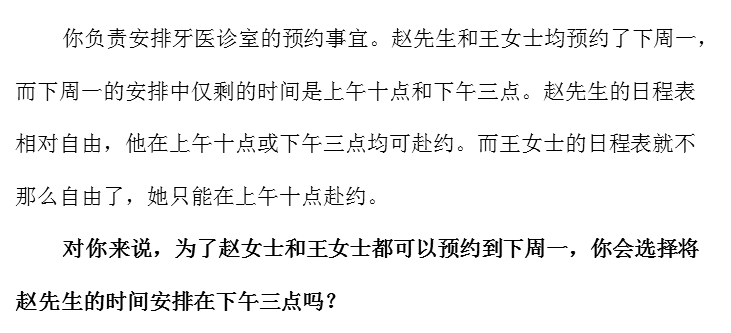 你负责安排牙医诊室的预约事宜。赵先生和王女士均预约了下周一，
而下周一的安排中仅剩的时间是上午十点和下午三点。赵先生的日程表
相对自由，他在上午十点或下午三点均可赴约。而王女士的日程表就不
那么自由了，她只能在上午十点赴约。
对你来说，为了赵女士和王女士都可以预约到下周一，你会选择将
赵先生的时间安排在下午三点吗？